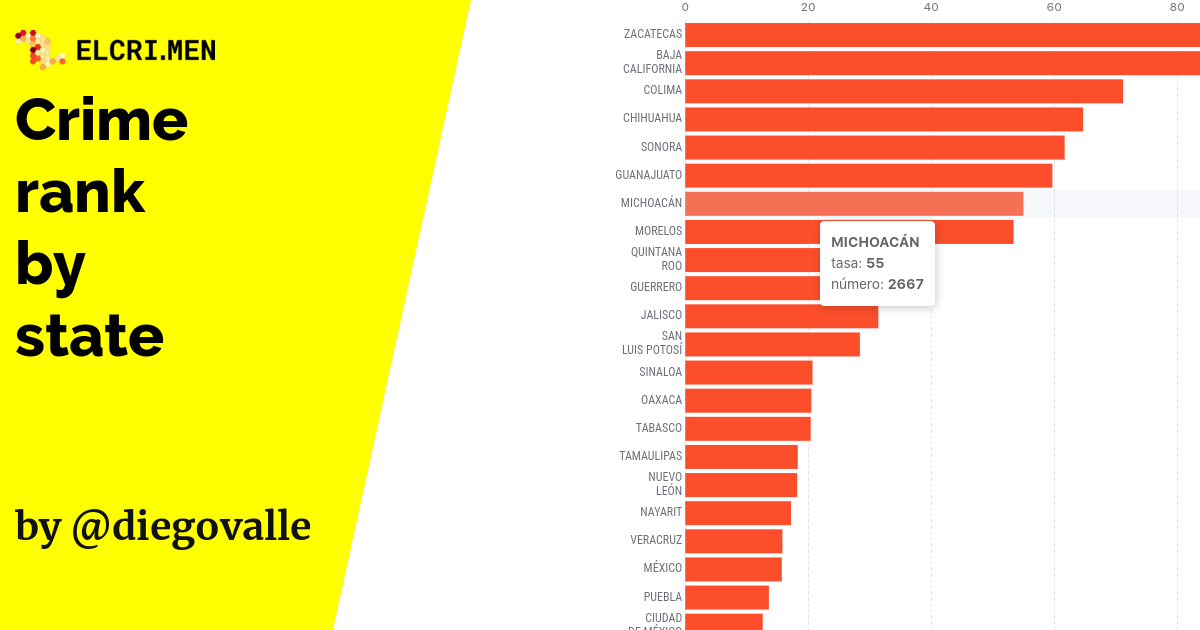 ELCRI.MEN
Crime
rank
by
state
by @diegovalle
0 20 40 60 80
ZACATECAS
BAJA
CALIFORNIA
COLIMA
CHIHUAHUA
SONORA
GUANAJUATO
MICHOACÁN
MORELOS
QUINTANA
ROO
GUERRERO
JALISCO
SAN
LUIS POTOSÍ
SINALOA
OAXACA
TABASCO
TAMAULIPAS
NUEVO
LEÓN
NAYARIT
VERACRUZ
MÉXICO
PUEBLA
CIUDAD
DE MÉXICO
MICHOACÁN
tasa: 55
número: 2667